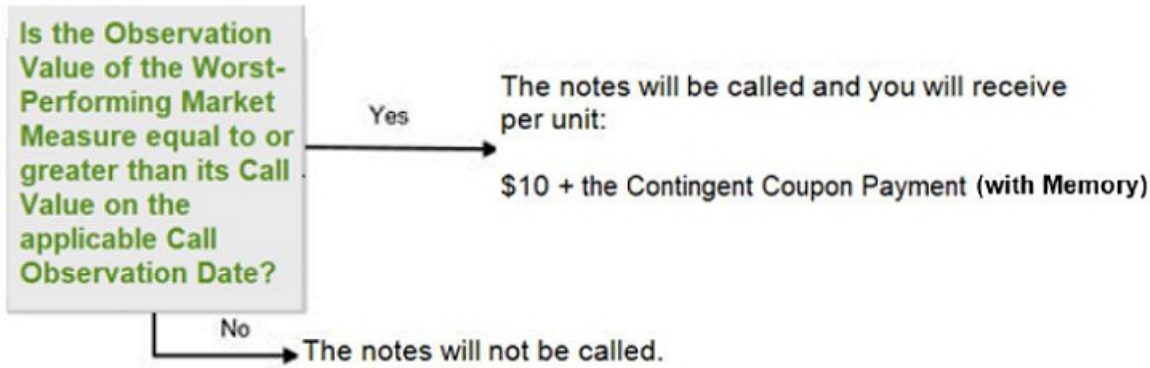 Is the Observation
Value of the Worst-
Performing Market
Measure equal to or
greater than its Call
Value on the
applicable Call
Observation Date?
Yes
The notes will be called and you will receive
per unit:
$10 + the Contingent Coupon Payment (with Memory)
No
The notes will not be called.